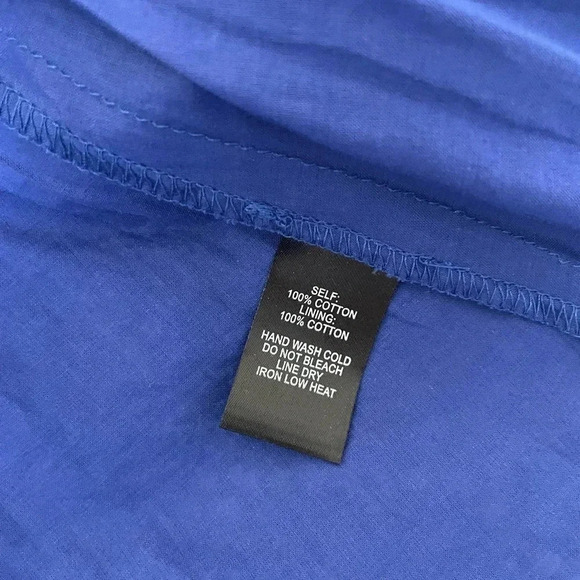 SELF:
100% COTTON
LINING:
100% COTTON
HAND WASH COLD
DO NOT BLEACH
LINE DRY
IRON LOW HEAT